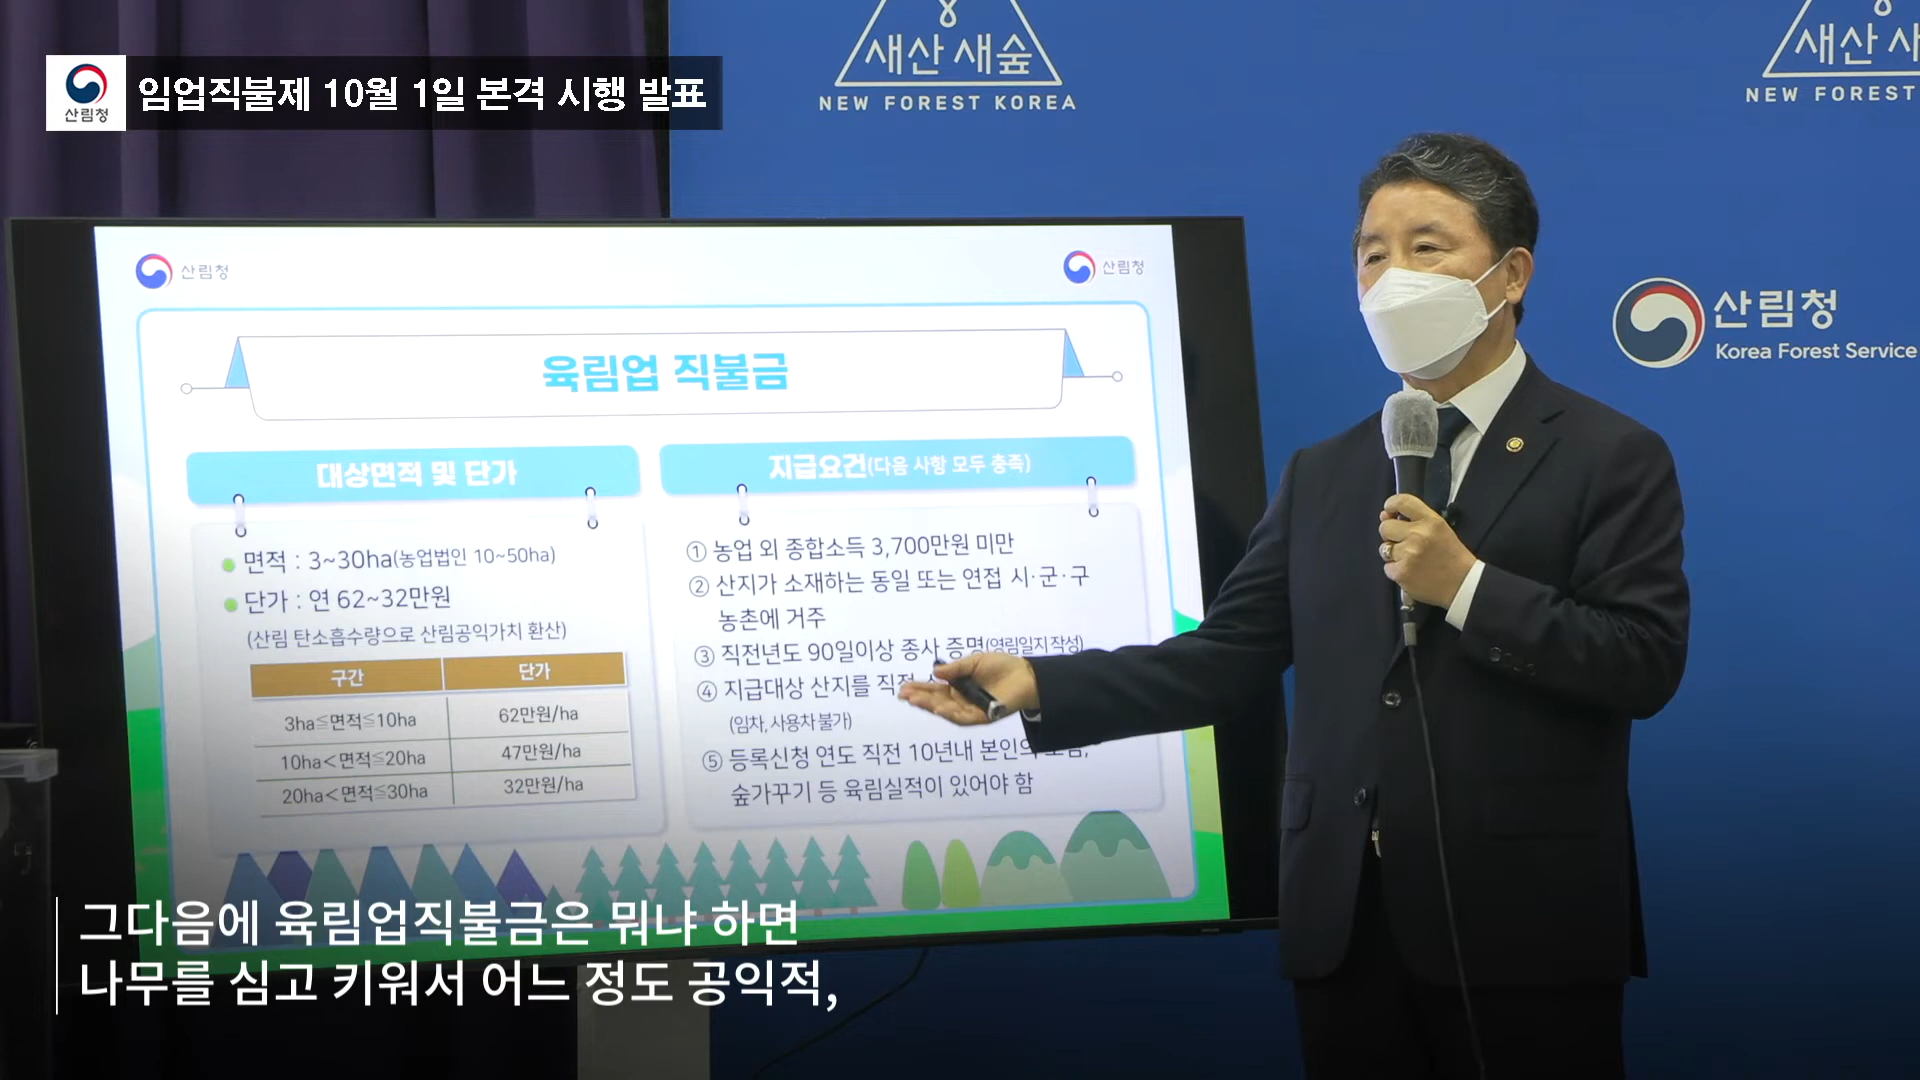 새산 새숲
NEW FOREST KOREA
새산
NEW FOREST
산림청
임업직불제 10월 1일 본격 시행 발표
산림청
Korea Forest Service
산림청
산림청
육림업 직불금
대상면적 및 단가
면적 : 3~30ha(농업법인 10~50ha)
단가 : 연 62~32만원
(산림 탄소흡수량으로 산림공익가치 환산)
구간 단가
3ha≦면적≦10ha 62만원/ha
10ha<면적≦20ha 47만원/ha
20ha<면적≦30ha 32만원/ha
지급요건(다음 사항 모두 충족)
① 농업 외 종합소득 3,700만원 미만
② 산지가 소재하는 동일 또는 연접 시·군·구
농촌에 거주
③ 직전년도 90일이상 종사 증명(영림일지 작성)
④ 지급대상 산지를 직접
(임차, 사용차 불가)
⑤ 등록신청 연도 직전 10년내 본인의
숲가꾸기 등 육림실적이 있어야 함
그다음에 육림업직불금은 뭐냐 하면
나무를 심고 키워서 어느 정도 공익적,